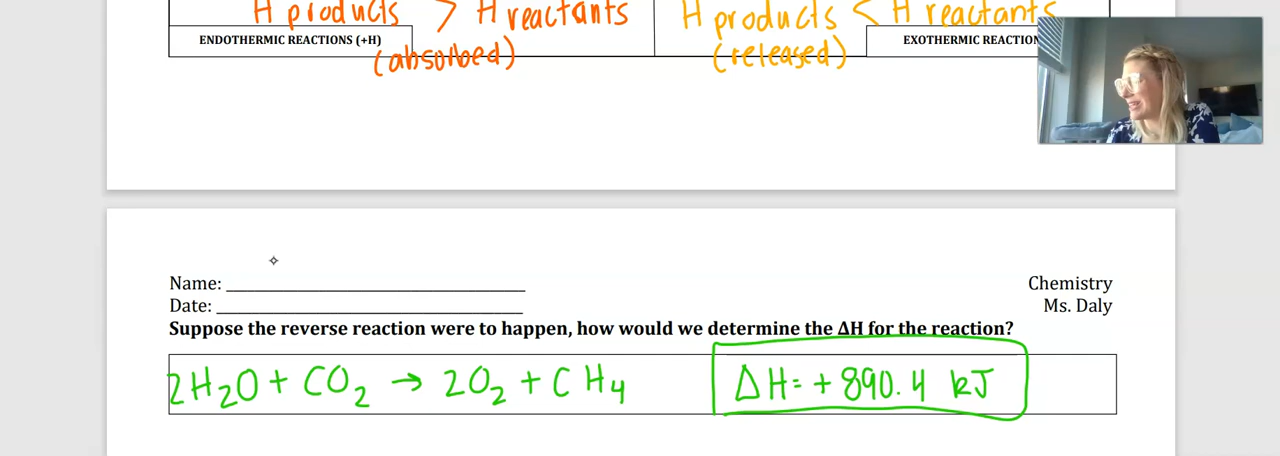 H products > H reactants
H products < H reactants
ENDOTHERMIC REACTIONS (+H)
EXOTHERMIC REACTION
(absorbed)
(released)
Name:
Chemistry
Date:
Ms. Daly
Suppose the reverse reaction were to happen, how would we determine the ΔH for the reaction?
2H₂O + CO₂ → 2O₂ + CH₄
ΔH = + 890.4 kJ